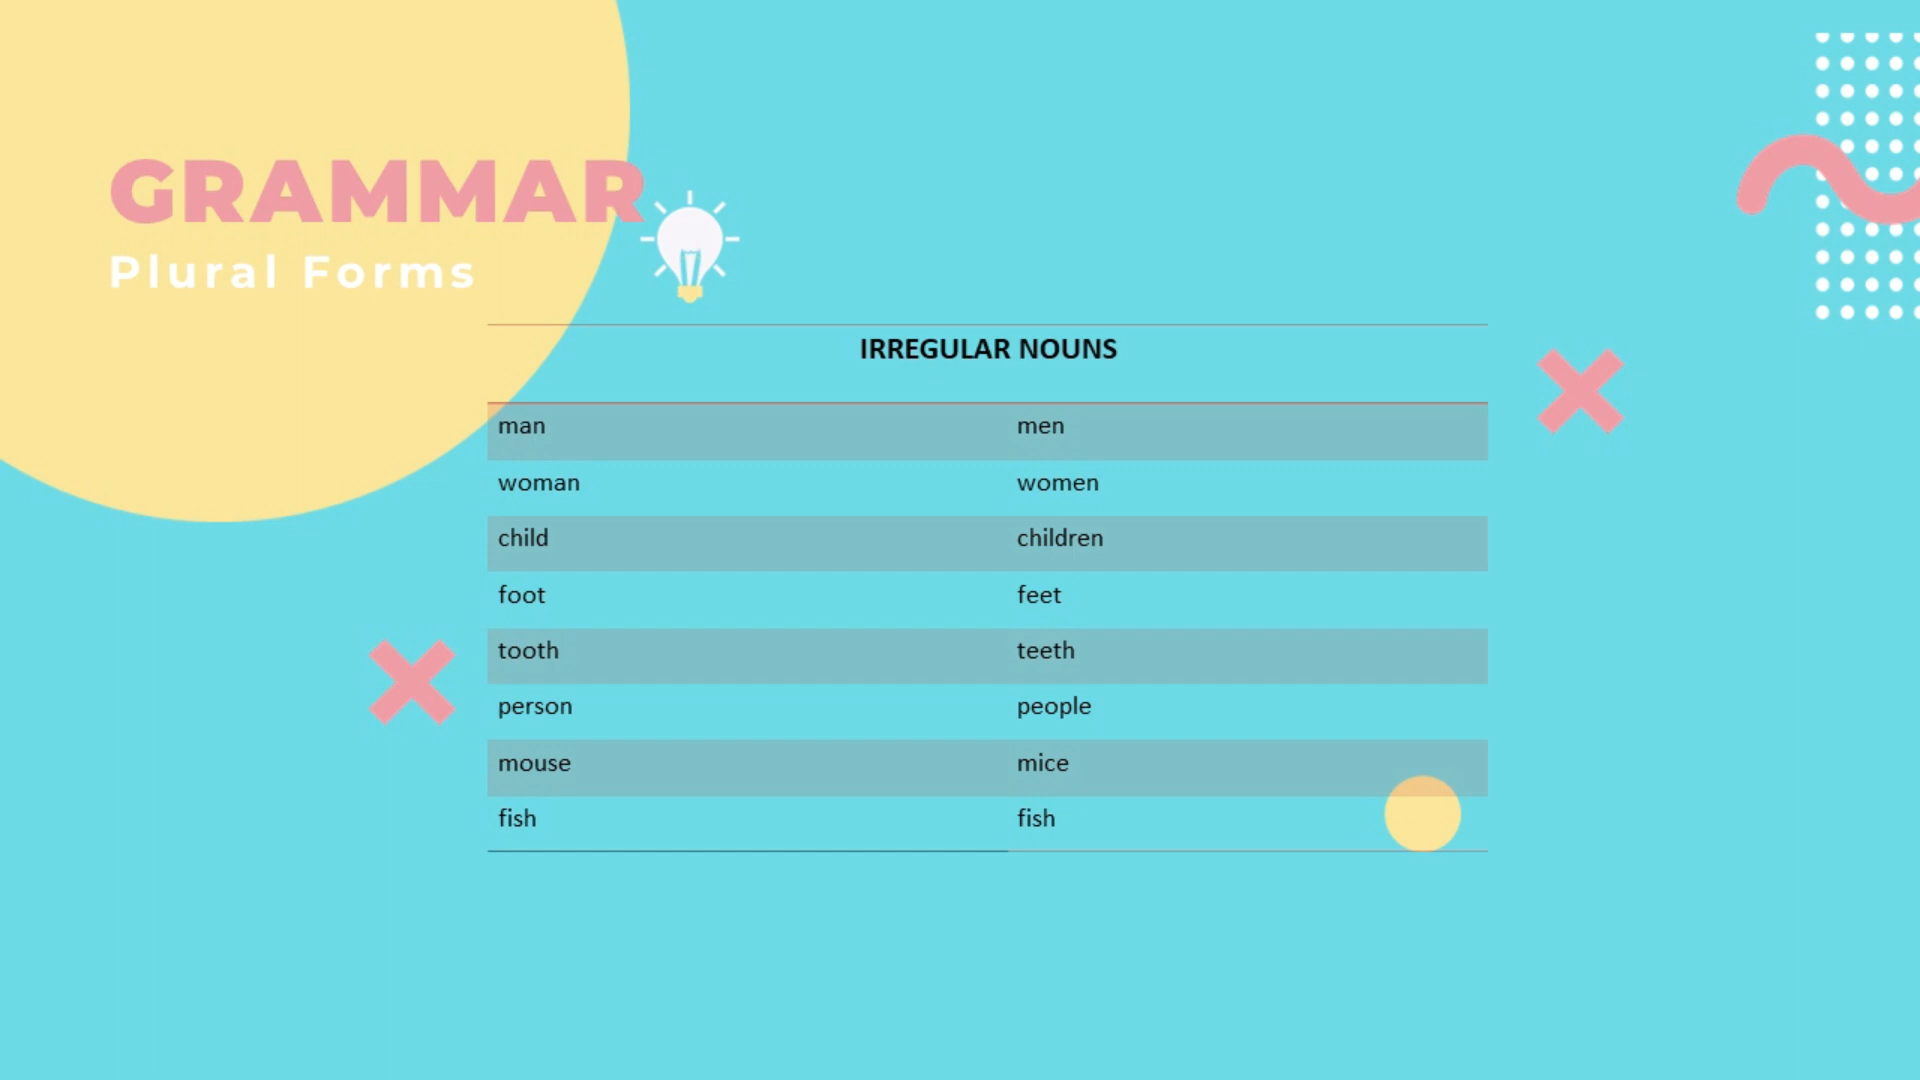 GRAMMAR
Plural Forms
IRREGULAR NOUNS
man men
woman women
child children
foot feet
tooth teeth
person people
mouse mice
fish fish